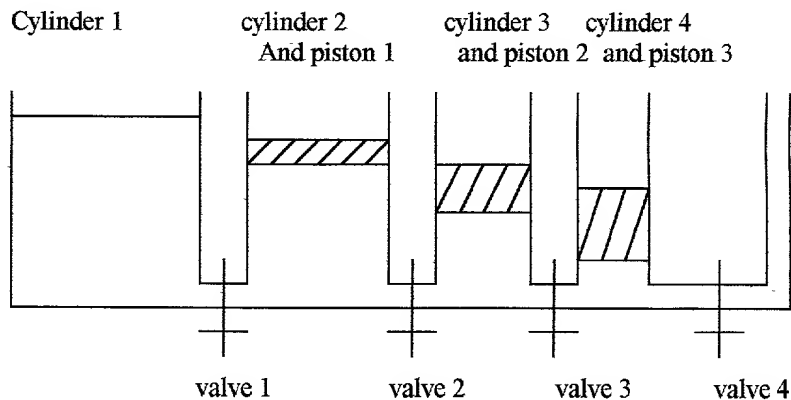 Cylinder 1 cylinder 2 cylinder 3 cylinder 4
And piston 1 and piston 2 and piston 3
valve 1 valve 2 valve 3 valve 4